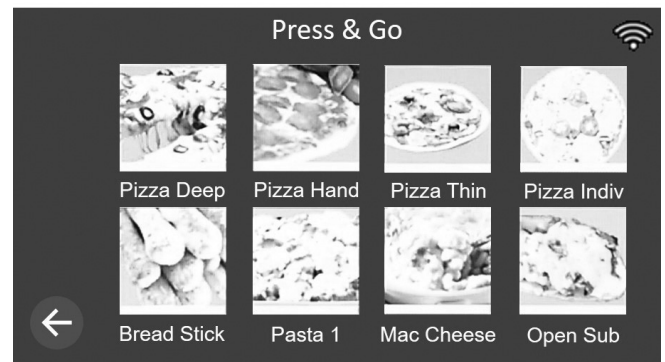 Press & Go
Pizza Deep
Pizza Hand
Pizza Thin
Pizza Indiv
Bread Stick
Pasta 1
Mac Cheese
Open Sub